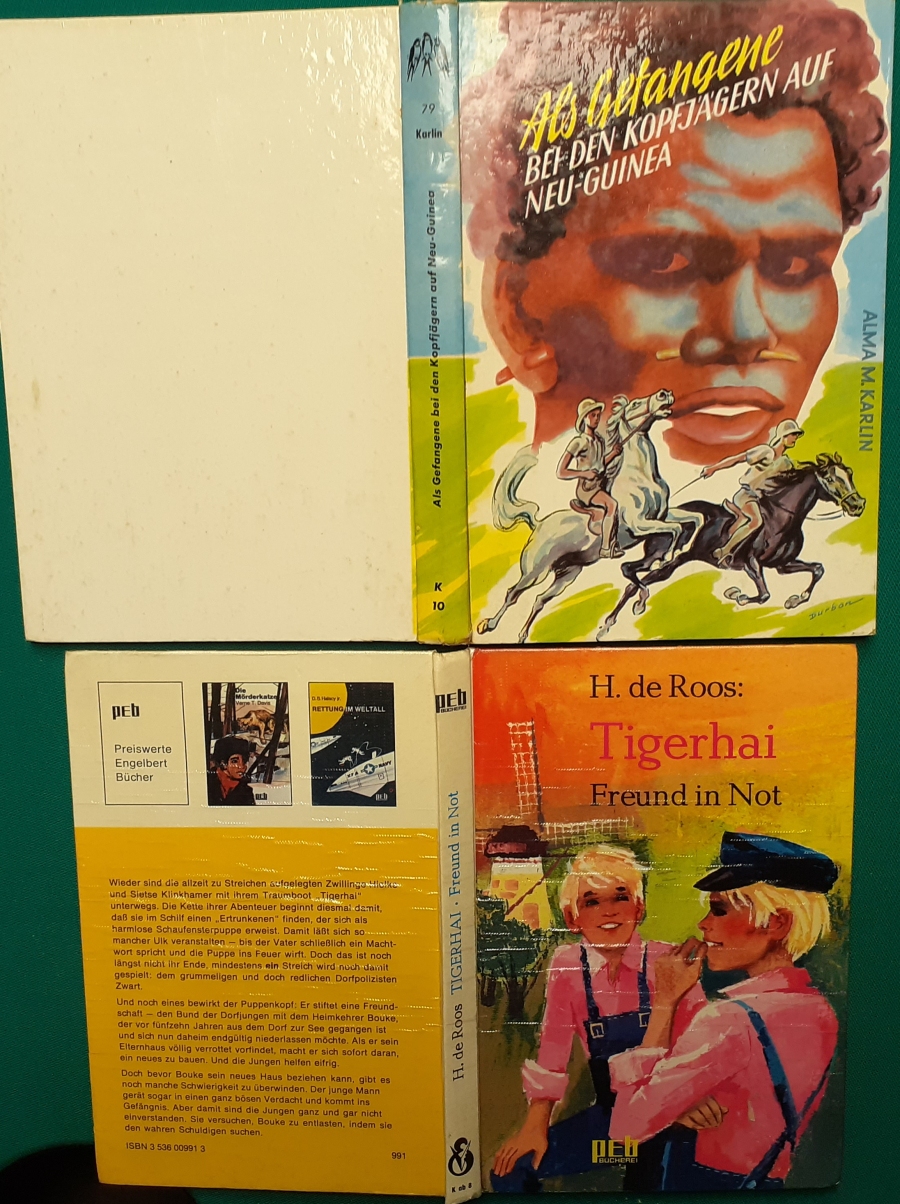 79
Karlin
Als Gefangene bei den Kopfjägern auf Neu-Guinea
K
10
Als Gefangene
BEI DEN KOPFJÄGERN AUF
NEU-GUINEA
ALMA M. KARLIN
Durban
peb
Preiswerte
Engelbert
Bücher
Die
Mörderkatze
Verne T. Davis
peb
RETTUNG IM WELTALL
NAVY
peb
Wieder sind die allzeit zu Streichen aufgelegten Zwillinge
und Sietse Klinkhamer mit ihrem Traumboot „Tigerhai"
unterwegs. Die Kette ihrer Abenteuer beginnt diesmal damit,
daß sie im Schilf einen „Ertrunkenen" finden, der sich als
harmlose Schaufensterpuppe erweist. Damit läßt sich so
mancher Ulk veranstalten – bis der Vater schließlich ein Macht-
wort spricht und die Puppe ins Feuer wirft. Doch das ist noch
längst nicht ihr Ende, mindestens ein Streich wird noch damit
gespielt: dem grummeligen und doch redlichen Dorfpolizisten
Zwart.
Und noch eines bewirkt der Puppenkopf: Er stiftet eine Freund-
schaft – den Bund der Dorfjungen mit dem Heimkehrer Bouke,
der vor fünfzehn Jahren aus dem Dorf zur See gegangen ist
und sich nun daheim endgültig niederlassen möchte. Als er sein
Elternhaus völlig verrottet vorfindet, macht er sich sofort daran,
ein neues zu bauen. Und die Jungen helfen eifrig.
Doch bevor Bouke sein neues Haus beziehen kann, gibt es
noch manche Schwierigkeit zu überwinden. Der junge Mann
gerät sogar in einen ganz bösen Verdacht und kommt ins
Gefängnis. Aber damit sind die Jungen ganz und gar nicht
einverstanden. Sie versuchen, Bouke zu entlasten, indem sie
den wahren Schuldigen suchen.
ISBN 3 536 00991 3
991
peb
BÜCHEREI
H. de Roos TIGERHAI · Freund in Not
K nb 8
H. de Roos:
Tigerhai
Freund in Not
peb
BÜCHEREI